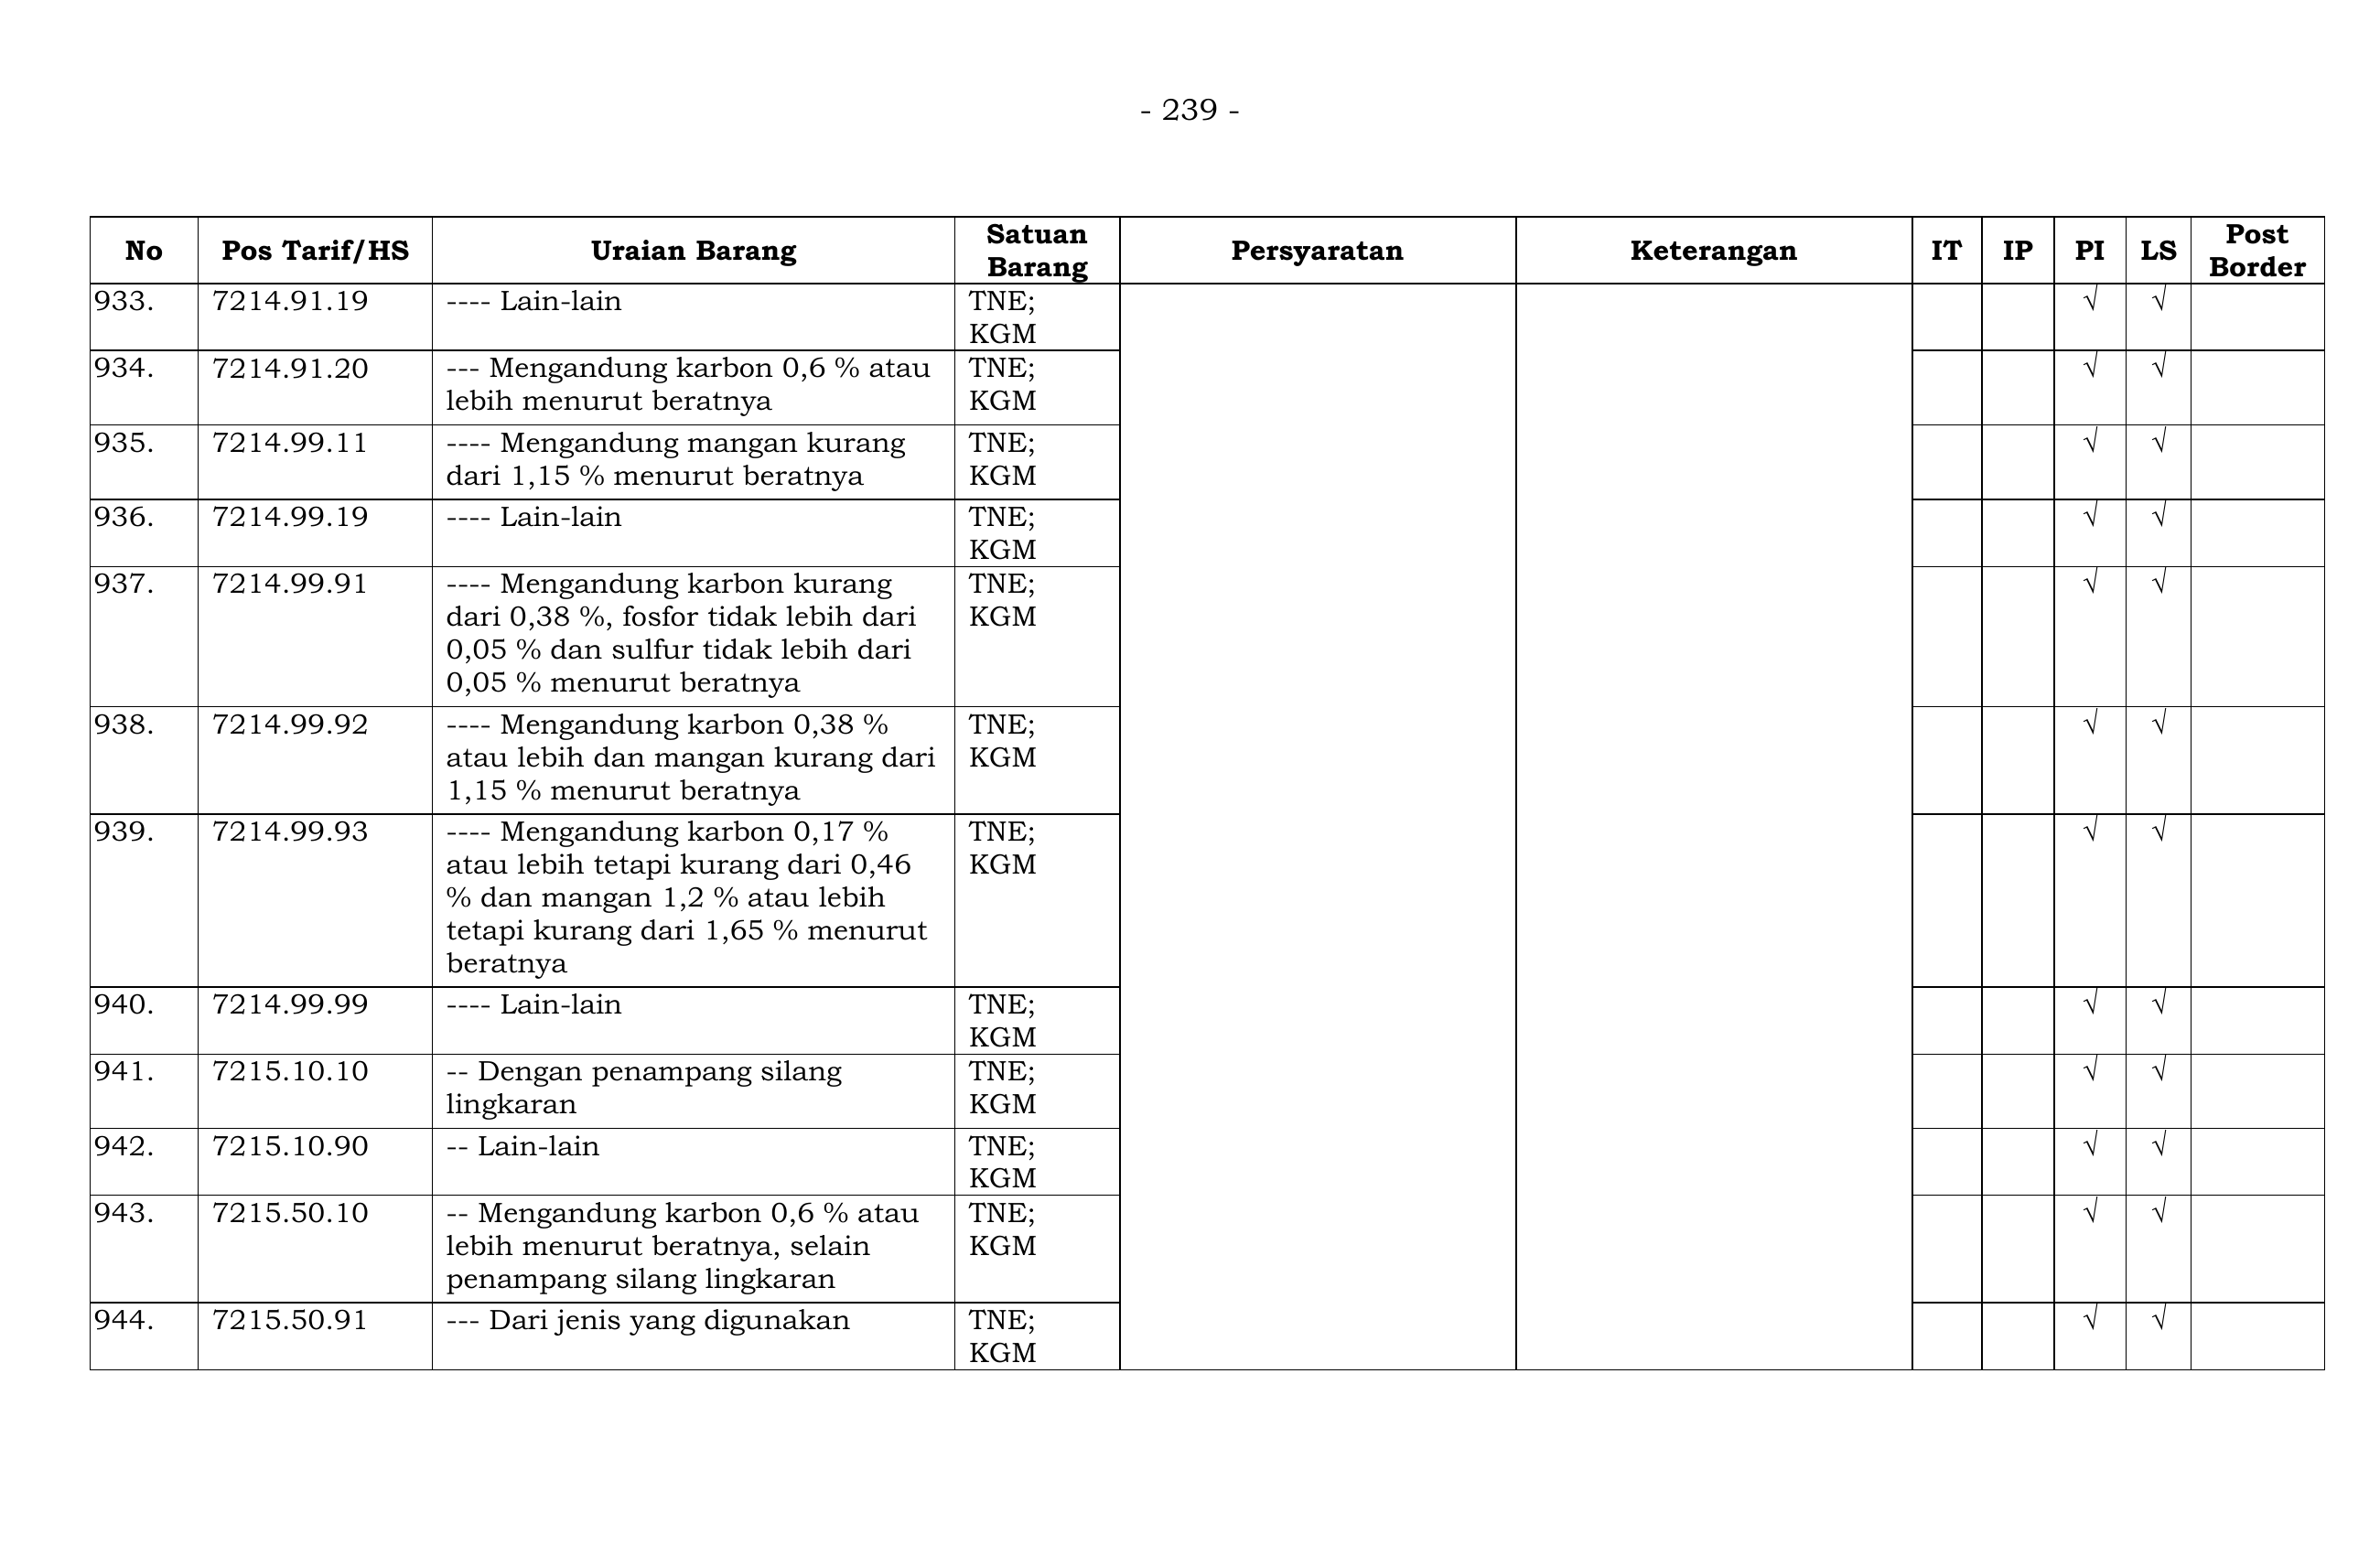 - 239 -
No Pos Tarif/HS Uraian Barang Satuan Barang Persyaratan Keterangan IT IP PI LS Post Border
933. 7214.91.19 ---- Lain-lain TNE; √ √
KGM
934. 7214.91.20 --- Mengandung karbon 0,6 % atau TNE; √ √
lebih menurut beratnya KGM
935. 7214.99.11 ---- Mengandung mangan kurang TNE; √ √
dari 1,15 % menurut beratnya KGM
936. 7214.99.19 ---- Lain-lain TNE; √ √
KGM
937. 7214.99.91 ---- Mengandung karbon kurang TNE; √ √
dari 0,38 %, fosfor tidak lebih dari KGM
0,05 % dan sulfur tidak lebih dari
0,05 % menurut beratnya
938. 7214.99.92 ---- Mengandung karbon 0,38 % TNE; √ √
atau lebih dan mangan kurang dari KGM
1,15 % menurut beratnya
939. 7214.99.93 ---- Mengandung karbon 0,17 % TNE; √ √
atau lebih tetapi kurang dari 0,46 KGM
% dan mangan 1,2 % atau lebih
tetapi kurang dari 1,65 % menurut
beratnya
940. 7214.99.99 ---- Lain-lain TNE; √ √
KGM
941. 7215.10.10 -- Dengan penampang silang TNE; √ √
lingkaran KGM
942. 7215.10.90 -- Lain-lain TNE; √ √
KGM
943. 7215.50.10 -- Mengandung karbon 0,6 % atau TNE; √ √
lebih menurut beratnya, selain KGM
penampang silang lingkaran
944. 7215.50.91 --- Dari jenis yang digunakan TNE; √ √
KGM